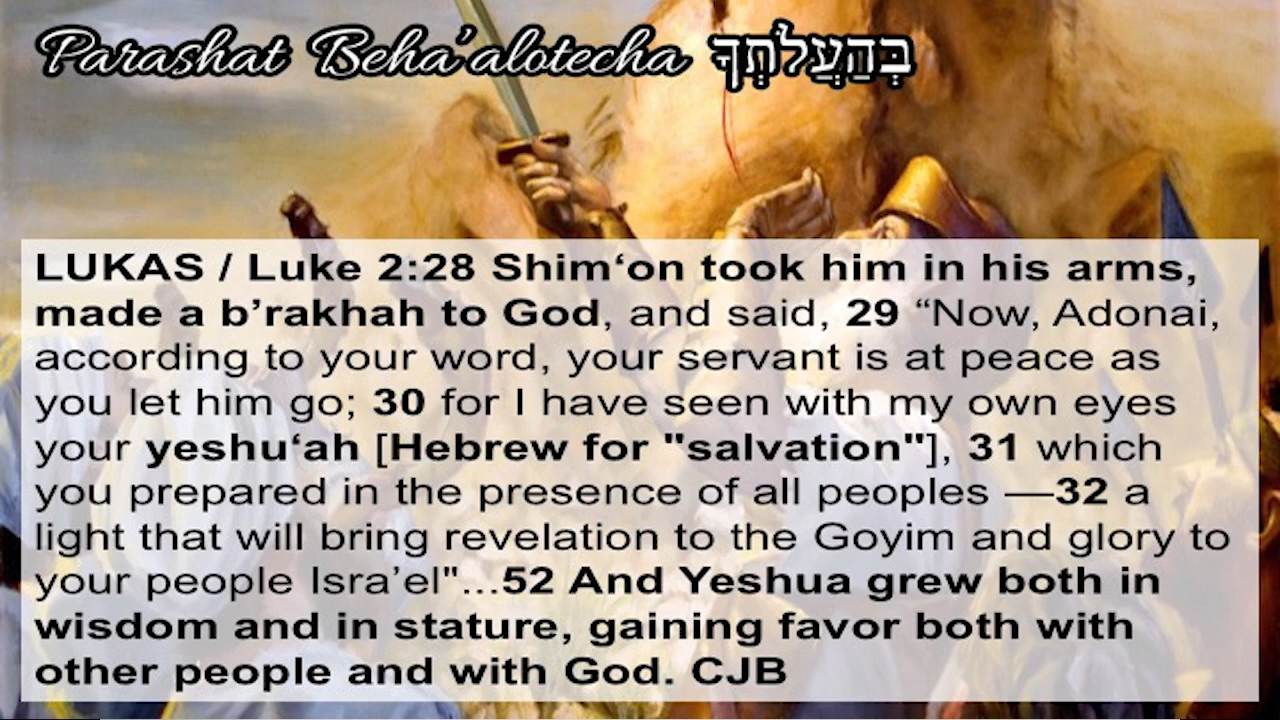 Parashat Beha'alotecha בְּהַעֲלֹתְךָ
LUKAS / Luke 2:28 Shim‘on took him in his arms,
made a b’rakhah to God, and said, 29 “Now, Adonai,
according to your word, your servant is at peace as
you let him go; 30 for I have seen with my own eyes
your yeshu‘ah [Hebrew for "salvation"], 31 which
you prepared in the presence of all peoples —32 a
light that will bring revelation to the Goyim and glory to
your people Isra’el"...52 And Yeshua grew both in
wisdom and in stature, gaining favor both with
other people and with God. CJB